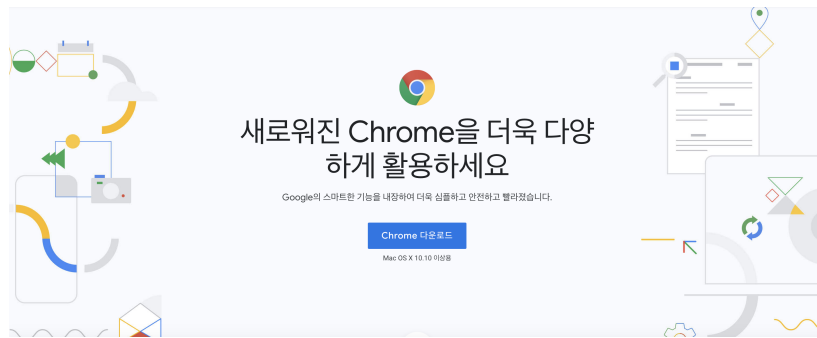 새로워진 Chrome을 더욱 다양
하게 활용하세요
Google의 스마트한 기능을 내장하여 더욱 심플하고 안전하고 빨라졌습니다.
Chrome 다운로드
Mac OS X 10.10 이상용